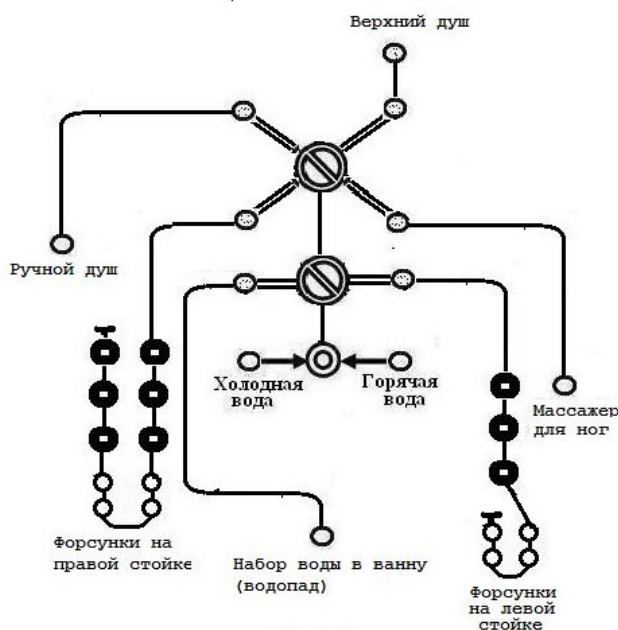 Верхний душ
Ручной душ
Холодная
вода
Горячая
вода
Массажер
для ног
Форсунки на
правой стойке
Набор воды в ванну
(водопад)
Форсунки
на левой
стойке